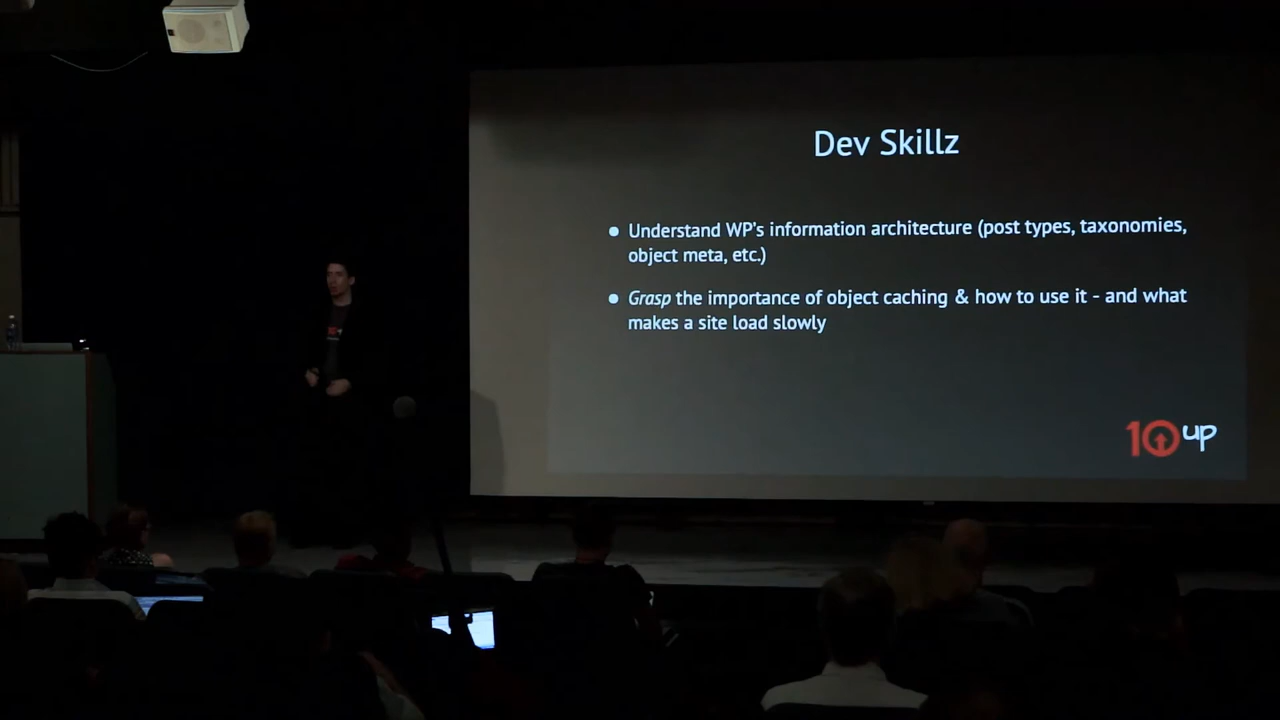 Dev Skillz
• Understand WP's information architecture (post types, taxonomies,
object meta, etc.)
• Grasp the importance of object caching & how to use it - and what
makes a site load slowly
10up